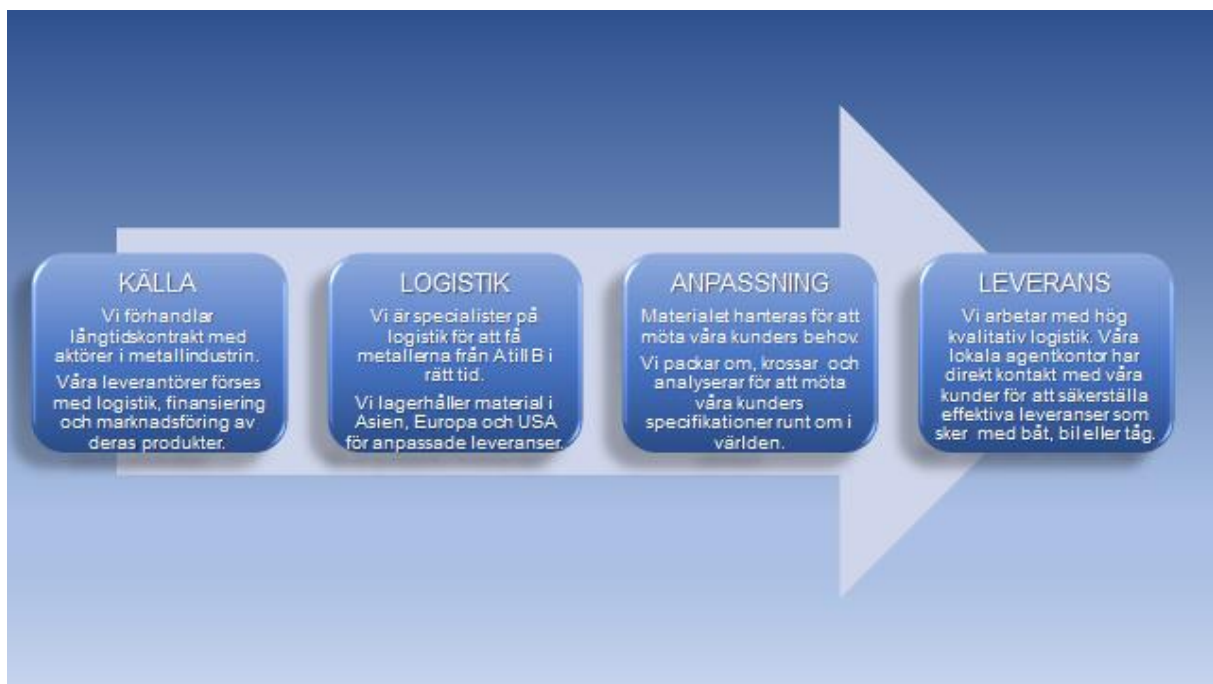 KÄLLA
Vi förhandlar
långtidskontrakt med
aktörer i metallindustrin.
Våra leverantörer förses
med logistik, finansiering
och marknadsföring av
deras produkter.
LOGISTIK
Vi är specialister på
logistik för att få
metallerna från A till B i
rätt tid.
Vi lagerhåller material i
Asien, Europa och USA
för anpassade leveranser.
ANPASSNING
Materialet hanteras för att
möta våra kunders behov.
Vi packar om, krossar och
analyserar för att möta
våra kunders
specifikationer runt om i
världen.
LEVERANS
Vi arbetar med hög
kvalitativ logistik. Våra
lokala agentkontor har
direkt kontakt med våra
kunder för att säkerställa
effektiva leveranser som
sker med båt, bil eller tåg.